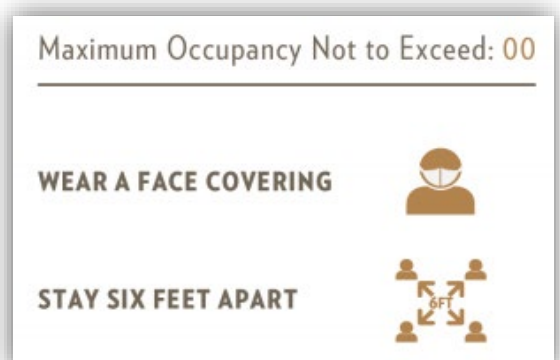 Maximum Occupancy Not to Exceed: 00
WEAR A FACE COVERING
STAY SIX FEET APART
6FT